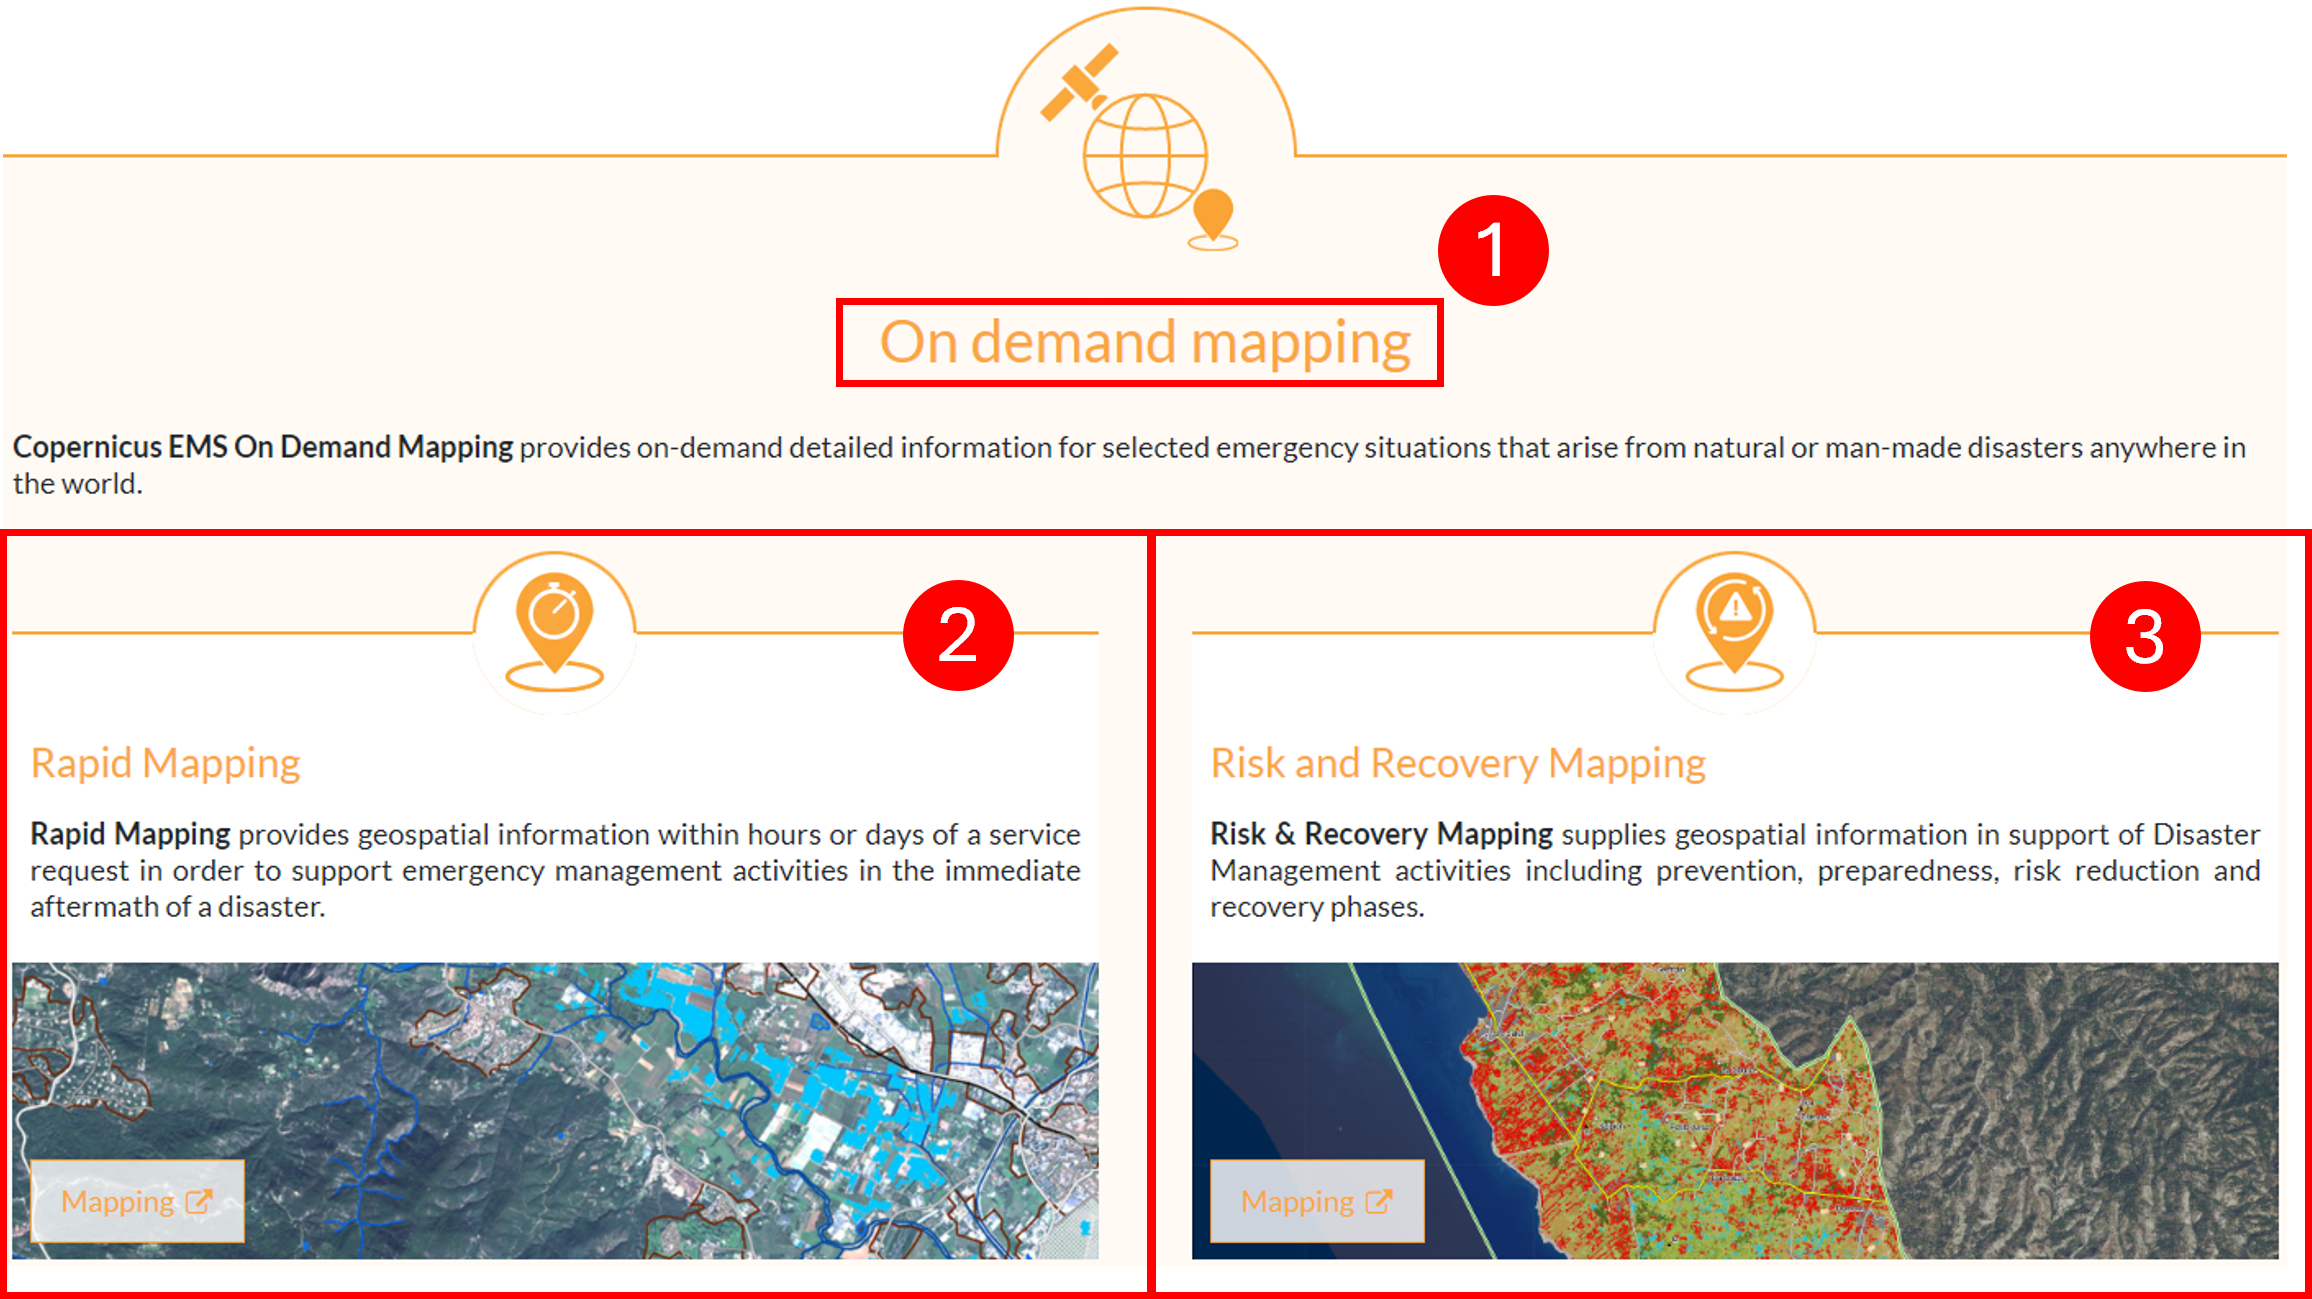 1
On demand mapping
Copernicus EMS On Demand Mapping provides on-demand detailed information for selected emergency situations that arise from natural or man-made disasters anywhere in
the world.
2
Rapid Mapping
Rapid Mapping provides geospatial information within hours or days of a service
request in order to support emergency management activities in the immediate
aftermath of a disaster.
Mapping
3
Risk and Recovery Mapping
Risk & Recovery Mapping supplies geospatial information in support of Disaster
Management activities including prevention, preparedness, risk reduction and
recovery phases.
Mapping